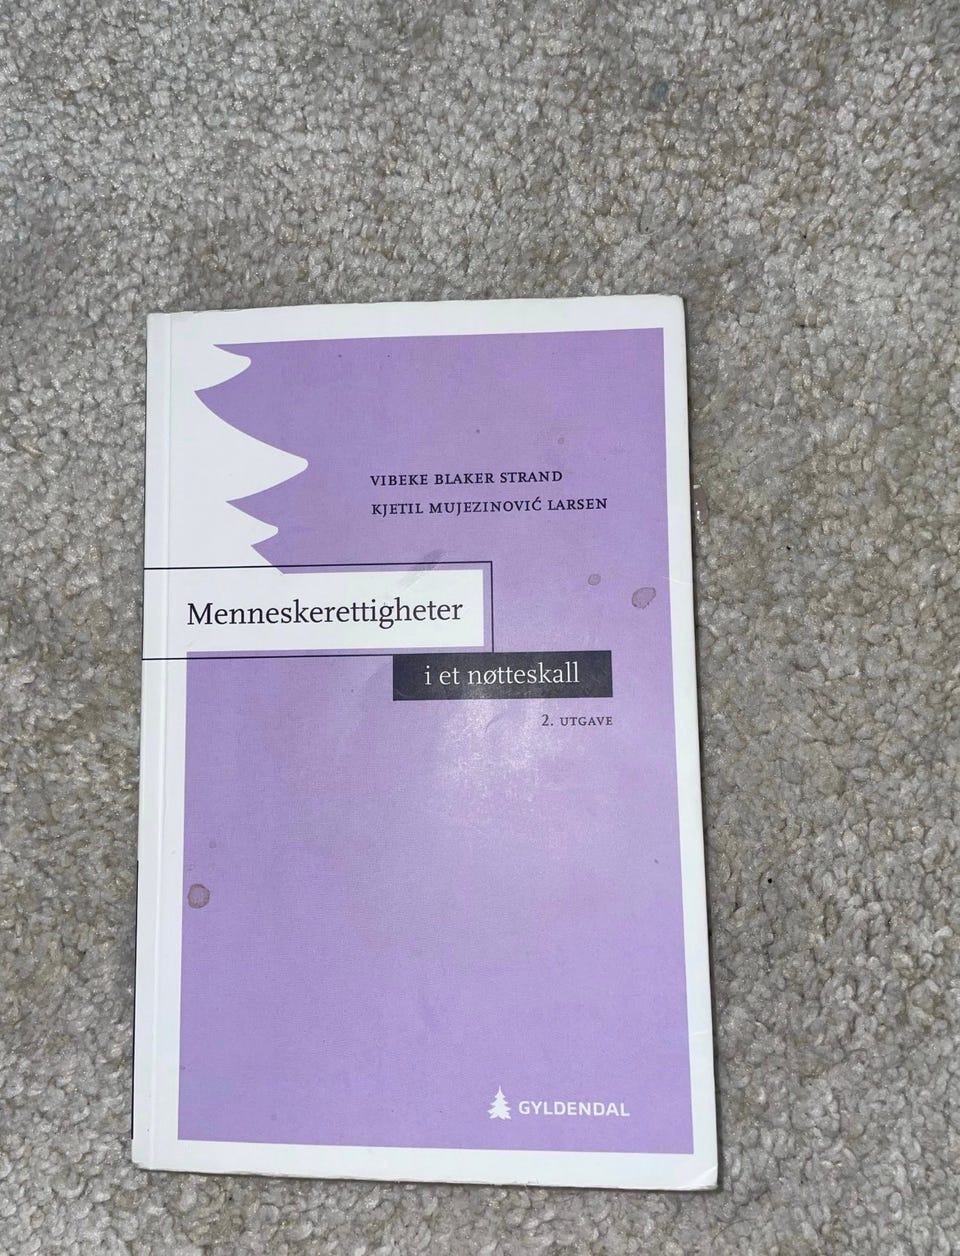 VIBEKE BLAKER STRAND
KJETIL MUJEZINOVIĆ LARSEN
Menneskerettigheter
i et nøtteskall
2. UTGAVE
GYLDENDAL